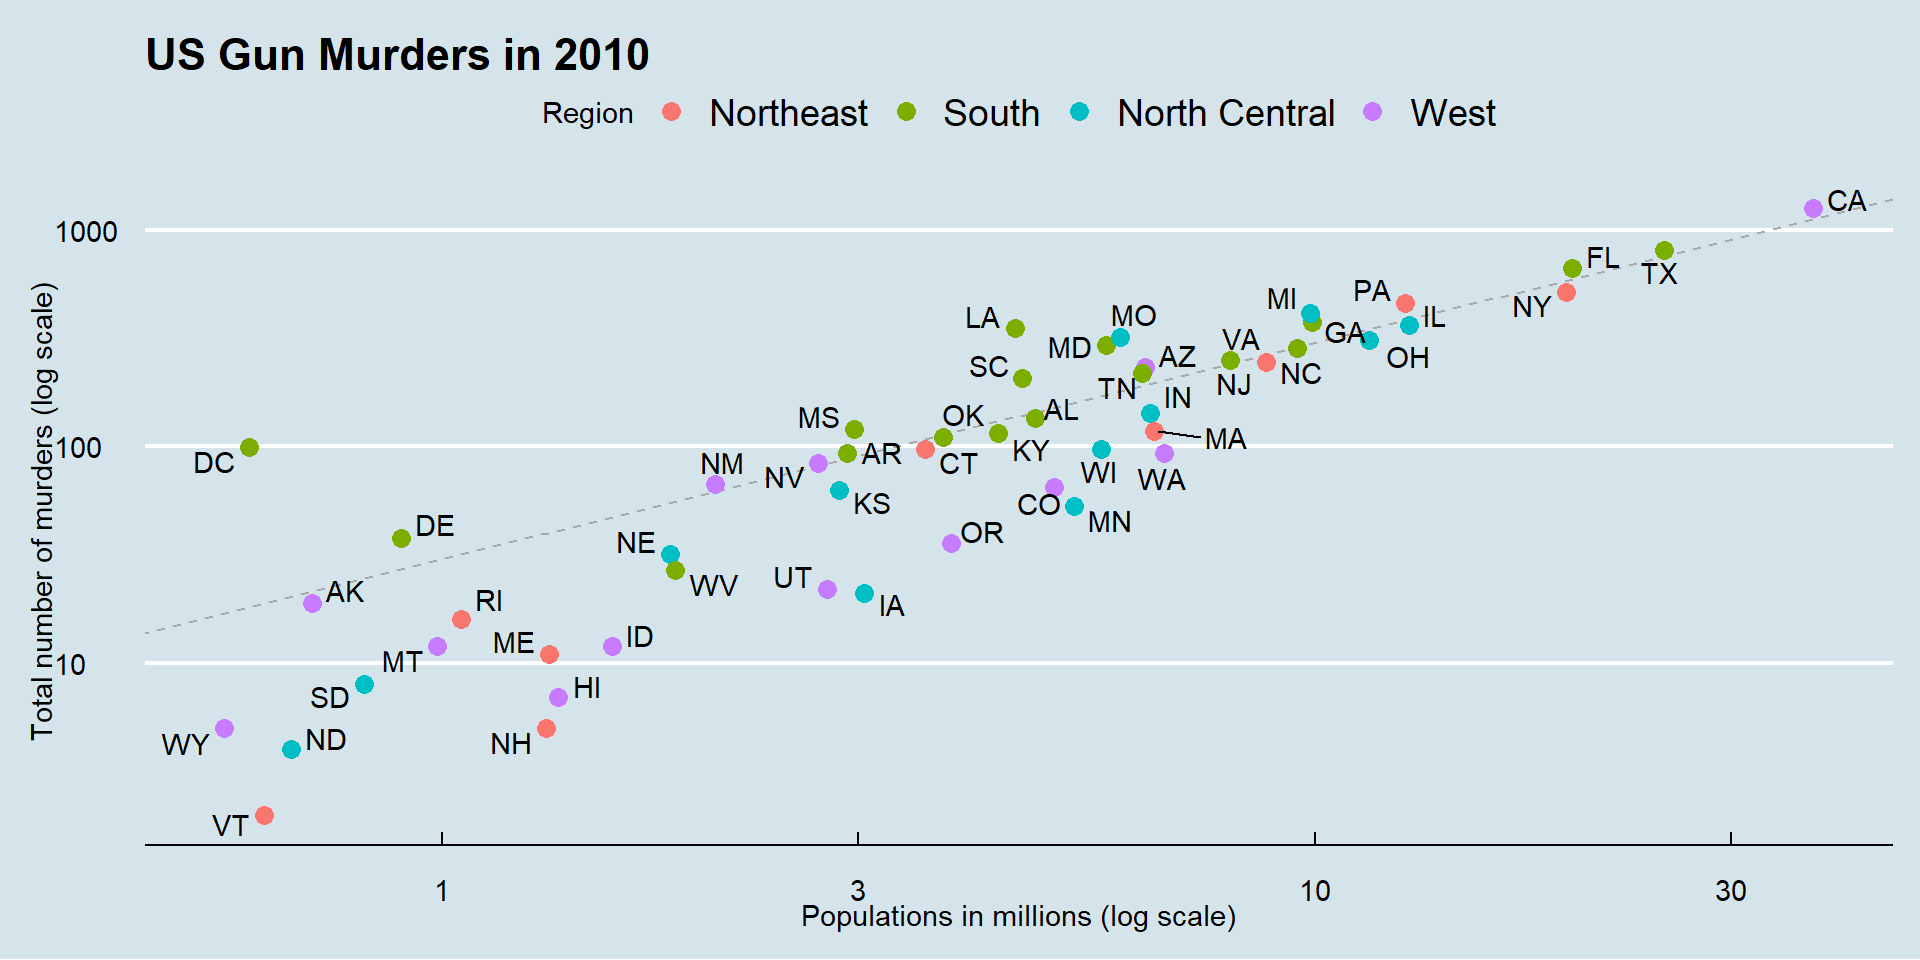 US Gun Murders in 2010
Region Northeast South North Central West
Total number of murders (log scale)
1000
100
10
CA
FL
TX
NY
PA
IL
MI
GA
OH
MO
LA
MD
VA
AZ
SC
NC
NJ
TN
IN
AL
OK
MS
MA
KY
AR
CT
DC
NM
NV
WI
WA
KS
CO
MN
DE
OR
NE
UT
WV
AK
RI
IA
ID
ME
MT
HI
SD
ND
WY
NH
VT
1 3 10 30
Populations in millions (log scale)